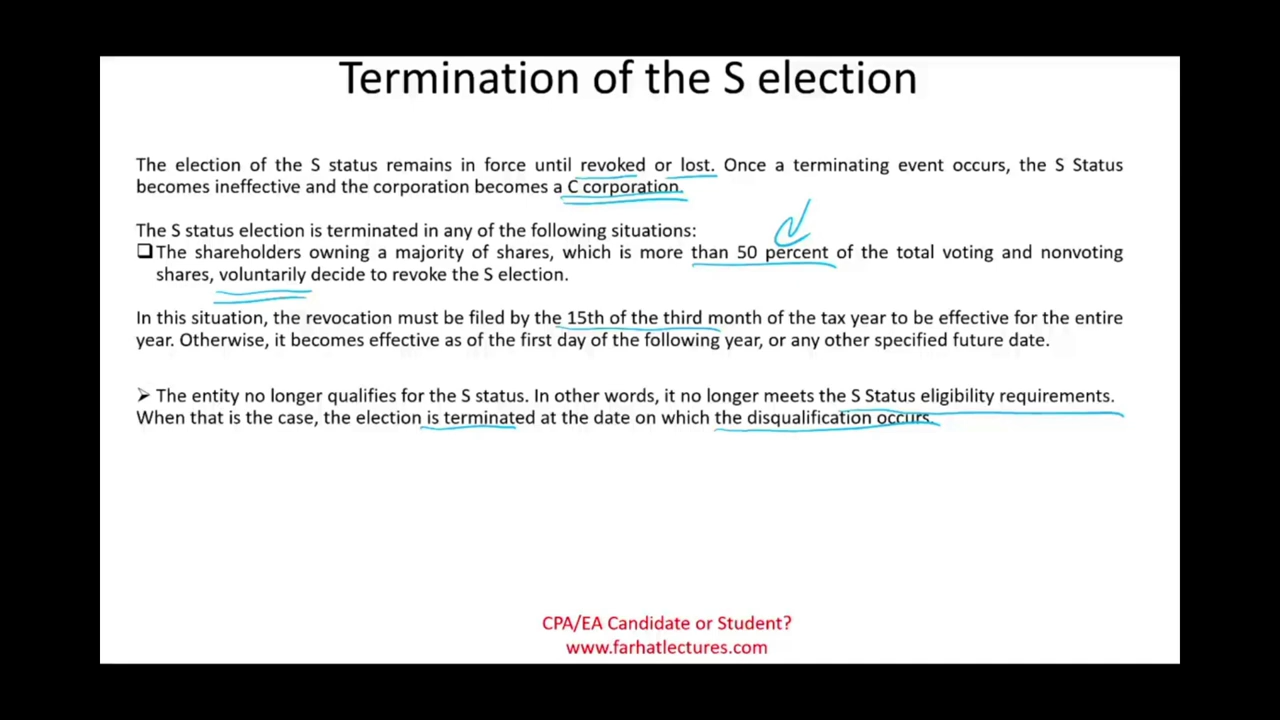 Termination of the S election
The election of the S status remains in force until revoked or lost. Once a terminating event occurs, the S Status
becomes ineffective and the corporation becomes a C corporation.
The S status election is terminated in any of the following situations:
❑The shareholders owning a majority of shares, which is more than 50 percent of the total voting and nonvoting
shares, voluntarily decide to revoke the S election.
In this situation, the revocation must be filed by the 15th of the third month of the tax year to be effective for the entire
year. Otherwise, it becomes effective as of the first day of the following year, or any other specified future date.
➢ The entity no longer qualifies for the S status. In other words, it no longer meets the S Status eligibility requirements.
When that is the case, the election is terminated at the date on which the disqualification occurs.
CPA/EA Candidate or Student?
www.farhatlectures.com